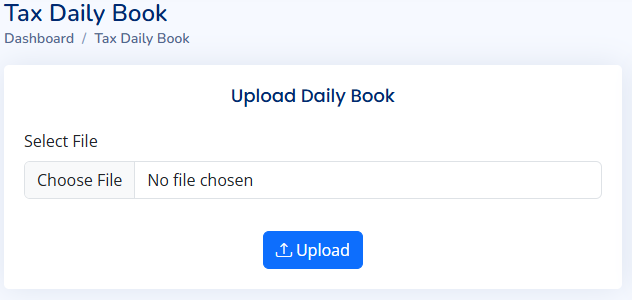 Tax Daily Book
Dashboard / Tax Daily Book
Upload Daily Book
Select File
Choose File No file chosen
Upload